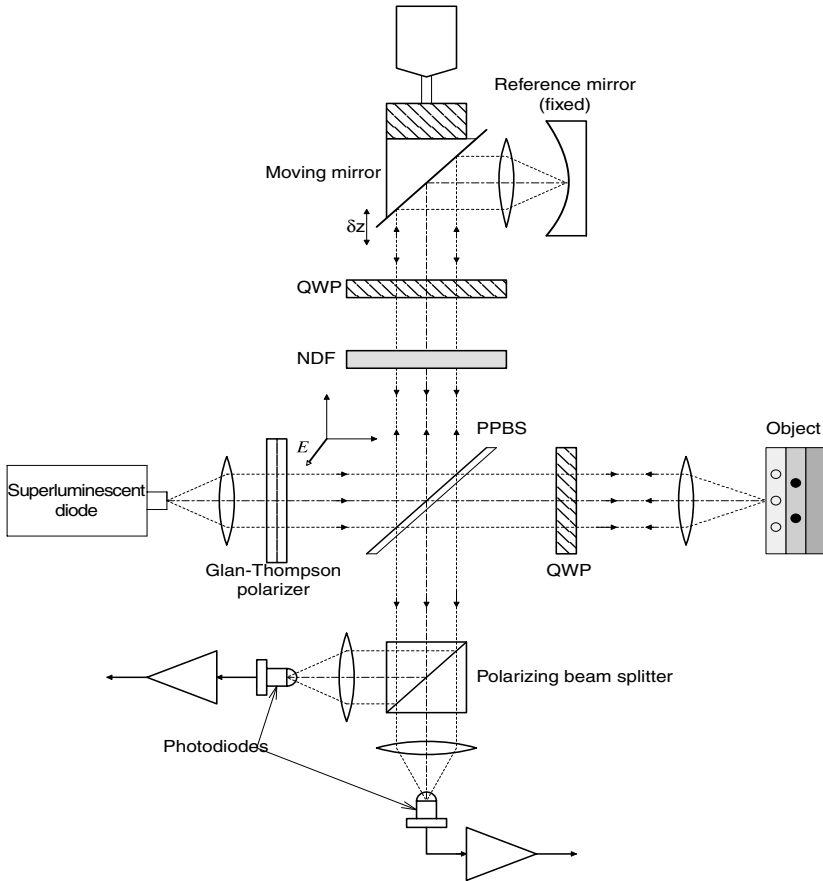 Reference mirror
(fixed)
Moving mirror
δz
QWP
NDF
PPBS
Object
E
Superluminescent
diode
Glan-Thompson
polarizer
QWP
Polarizing beam splitter
Photodiodes